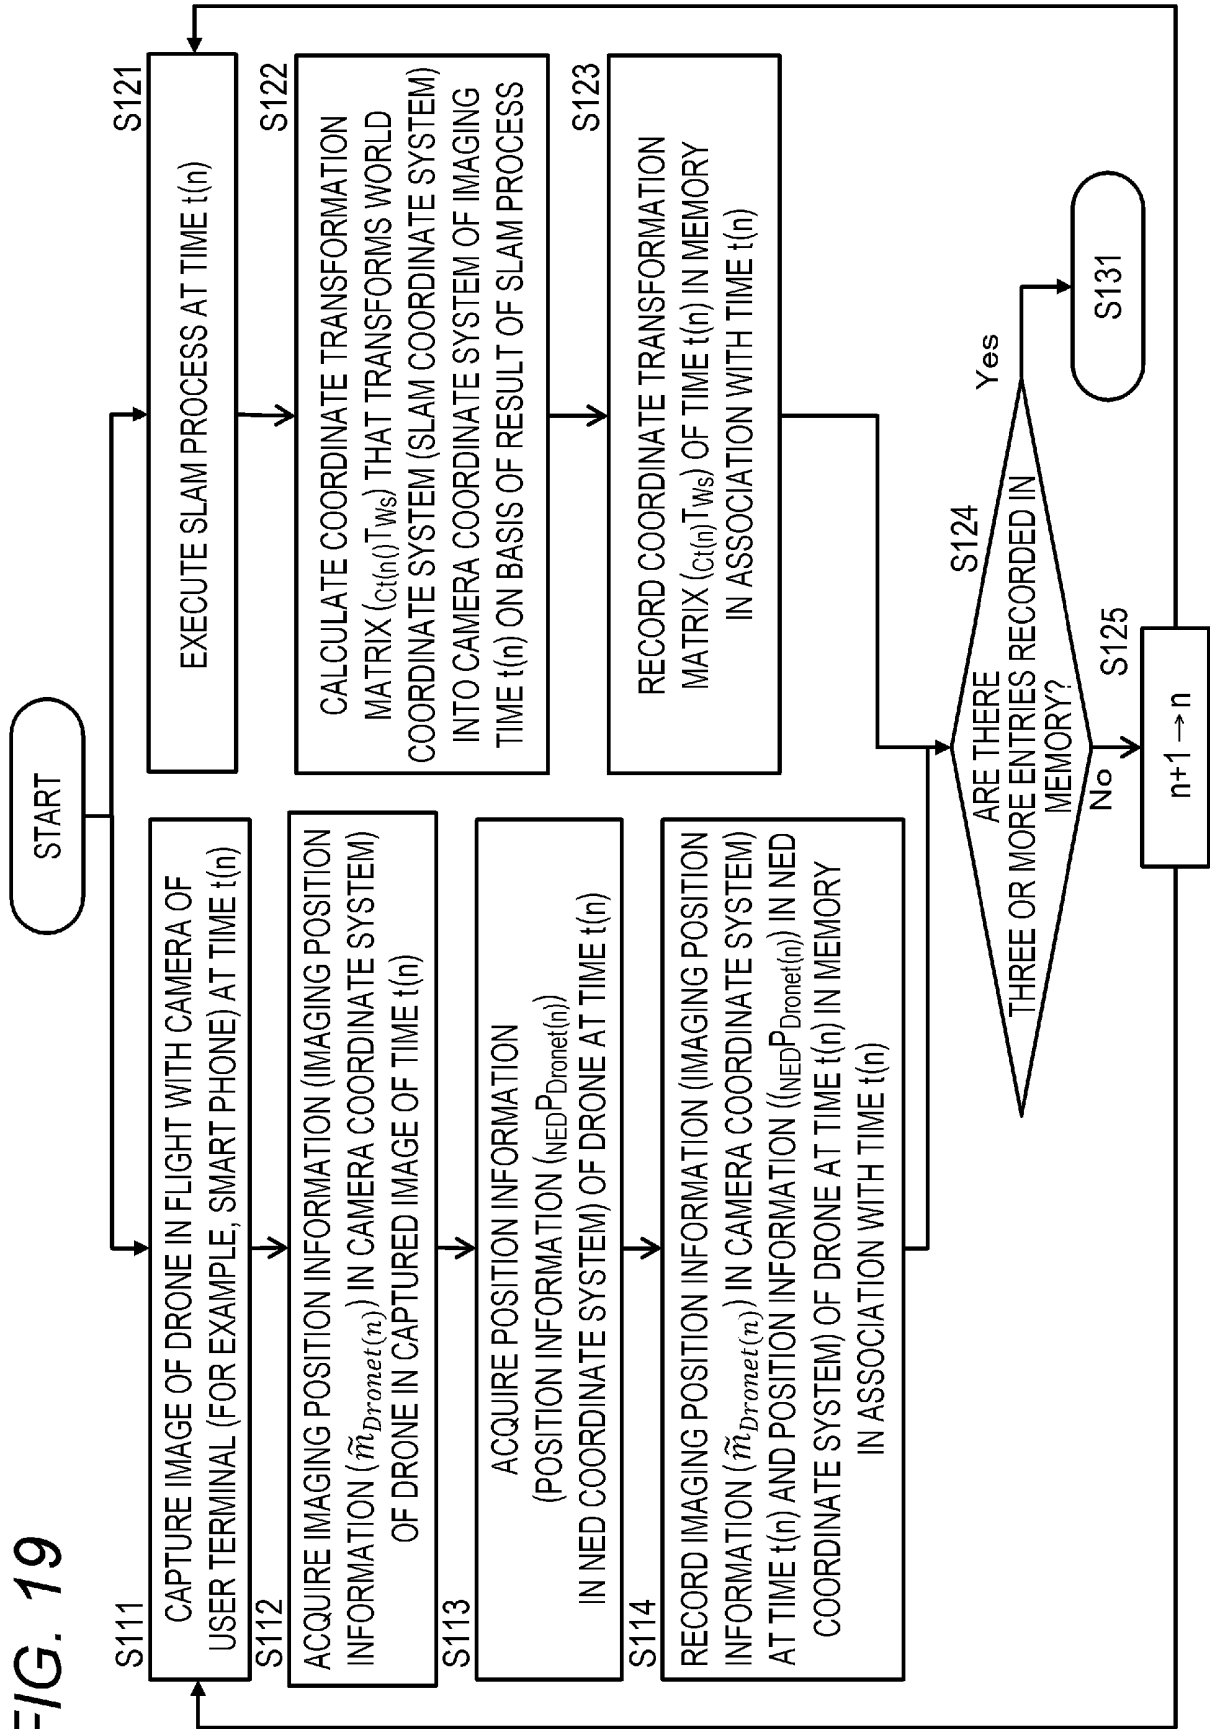 FIG. 19
START
S111
CAPTURE IMAGE OF DRONE IN FLIGHT WITH CAMERA OF
USER TERMINAL (FOR EXAMPLE, SMART PHONE) AT TIME t(n)
S112
ACQUIRE IMAGING POSITION INFORMATION (IMAGING POSITION
INFORMATION (m̃Dronet(n)) IN CAMERA COORDINATE SYSTEM)
OF DRONE IN CAPTURED IMAGE OF TIME t(n)
S113
ACQUIRE POSITION INFORMATION
(POSITION INFORMATION (NEDPDronet(n))
IN NED COORDINATE SYSTEM) OF DRONE AT TIME t(n)
S114
RECORD IMAGING POSITION INFORMATION (IMAGING POSITION
INFORMATION (m̃Dronet(n)) IN CAMERA COORDINATE SYSTEM)
AT TIME t(n) AND POSITION INFORMATION ((NEDPDronet(n)) IN NED
COORDINATE SYSTEM) OF DRONE AT TIME t(n) IN MEMORY
IN ASSOCIATION WITH TIME t(n)
S121
EXECUTE SLAM PROCESS AT TIME t(n)
S122
CALCULATE COORDINATE TRANSFORMATION
MATRIX (Ct(n()TWs) THAT TRANSFORMS WORLD
COORDINATE SYSTEM (SLAM COORDINATE SYSTEM)
INTO CAMERA COORDINATE SYSTEM OF IMAGING
TIME t(n) ON BASIS OF RESULT OF SLAM PROCESS
S123
RECORD COORDINATE TRANSFORMATION
MATRIX (Ct(n)TWs) OF TIME t(n) IN MEMORY
IN ASSOCIATION WITH TIME t(n)
S124
ARE THERE
THREE OR MORE ENTRIES RECORDED IN
MEMORY?
Yes
S131
No
S125
n+1→n